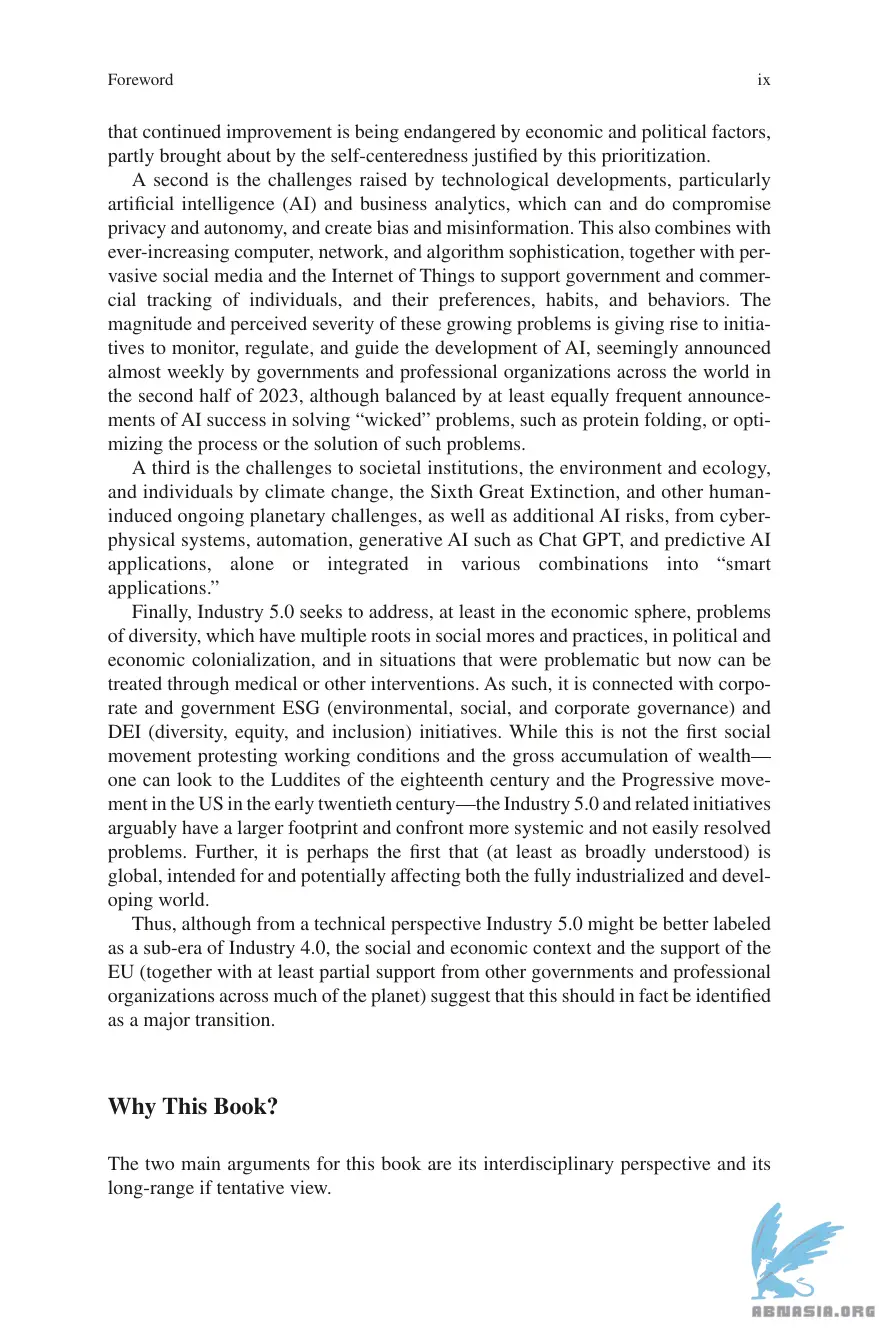 Foreword ix
that continued improvement is being endangered by economic and political factors,
partly brought about by the self-centeredness justified by this prioritization.
A second is the challenges raised by technological developments, particularly
artificial intelligence (AI) and business analytics, which can and do compromise
privacy and autonomy, and create bias and misinformation. This also combines with
ever-increasing computer, network, and algorithm sophistication, together with per-
vasive social media and the Internet of Things to support government and commer-
cial tracking of individuals, and their preferences, habits, and behaviors. The
magnitude and perceived severity of these growing problems is giving rise to initia-
tives to monitor, regulate, and guide the development of AI, seemingly announced
almost weekly by governments and professional organizations across the world in
the second half of 2023, although balanced by at least equally frequent announce-
ments of AI success in solving “wicked” problems, such as protein folding, or opti-
mizing the process or the solution of such problems.
A third is the challenges to societal institutions, the environment and ecology,
and individuals by climate change, the Sixth Great Extinction, and other human-
induced ongoing planetary challenges, as well as additional AI risks, from cyber-
physical systems, automation, generative AI such as Chat GPT, and predictive AI
applications, alone or integrated in various combinations into “smart
applications.”
Finally, Industry 5.0 seeks to address, at least in the economic sphere, problems
of diversity, which have multiple roots in social mores and practices, in political and
economic colonialization, and in situations that were problematic but now can be
treated through medical or other interventions. As such, it is connected with corpo-
rate and government ESG (environmental, social, and corporate governance) and
DEI (diversity, equity, and inclusion) initiatives. While this is not the first social
movement protesting working conditions and the gross accumulation of wealth—
one can look to the Luddites of the eighteenth century and the Progressive move-
ment in the US in the early twentieth century—the Industry 5.0 and related initiatives
arguably have a larger footprint and confront more systemic and not easily resolved
problems. Further, it is perhaps the first that (at least as broadly understood) is
global, intended for and potentially affecting both the fully industrialized and devel-
oping world.
Thus, although from a technical perspective Industry 5.0 might be better labeled
as a sub-era of Industry 4.0, the social and economic context and the support of the
EU (together with at least partial support from other governments and professional
organizations across much of the planet) suggest that this should in fact be identified
as a major transition.
Why This Book?
The two main arguments for this book are its interdisciplinary perspective and its
long-range if tentative view.
ABNASIA.ORG